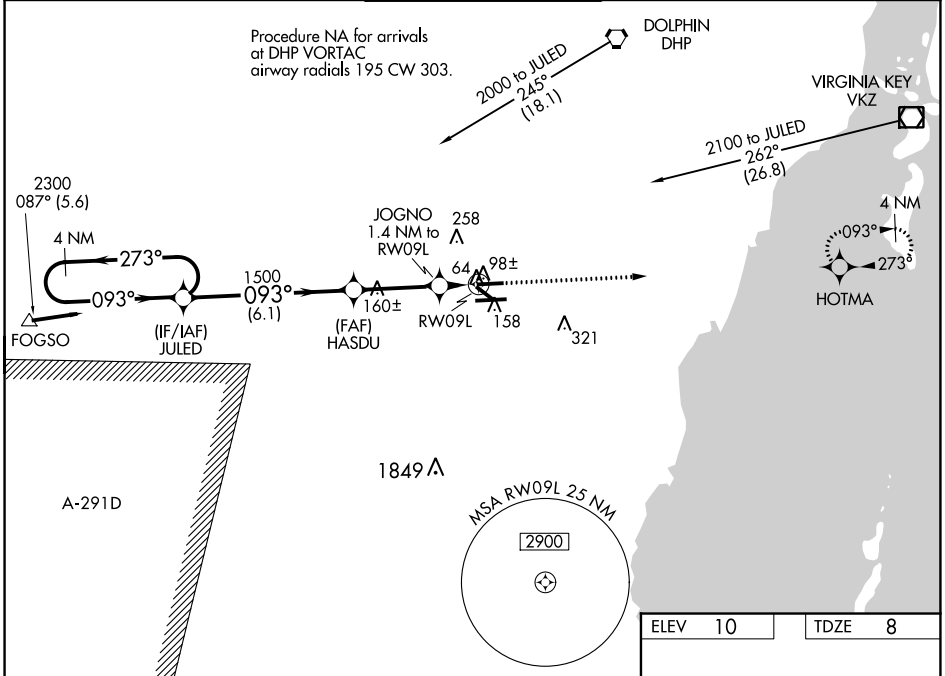 Procedure NA for arrivals
at DHP VORTAC
airway radials 195 CW 303.
DOLPHIN
DHP
2000 to JULED
245°
(18.1)
VIRGINIA KEY
VKZ
2100 to JULED
262°
(26.8)
2300
087° (5.6)
4 NM
273°
093°
FOGSO
(IF/IAF)
JULED
1500
093°
(6.1)
(FAF)
HASDU
160±
JOGNO
1.4 NM to
RW09L
258
64
98±
RW09L
158
321
4 NM
093°
273°
HOTMA
A-291D
1849
MSA RW09L 25 NM
2900
ELEV 10
TDZE 8